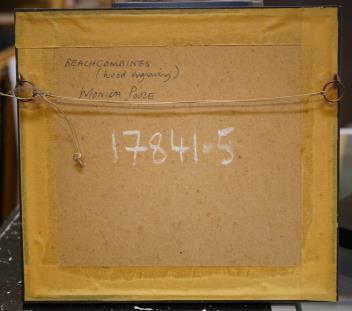 BEACHCOMBINGS
(wood engraving)
MONICA POOLE
17841-5